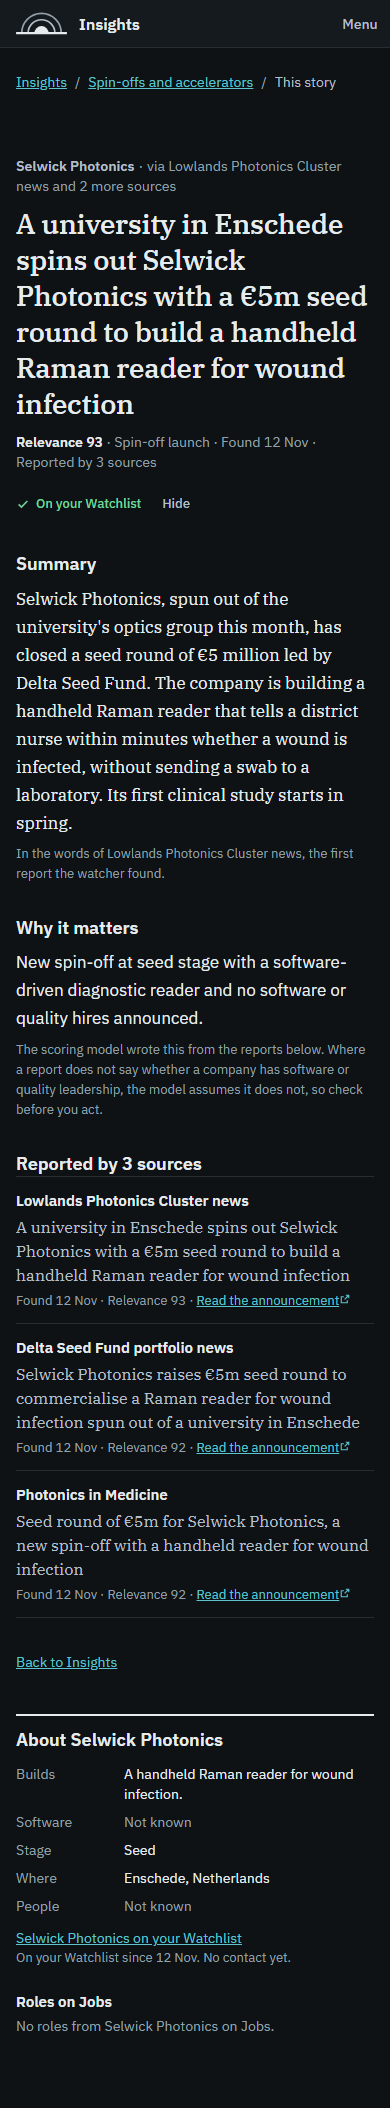 Insights
Menu
Insights / Spin-offs and accelerators / This story
Selwick Photonics · via Lowlands Photonics Cluster
news and 2 more sources
A university in Enschede
spins out Selwick
Photonics with a €5m seed
round to build a handheld
Raman reader for wound
infection
Relevance 93 · Spin-off launch · Found 12 Nov ·
Reported by 3 sources
On your Watchlist Hide
Summary
Selwick Photonics, spun out of the
university's optics group this month, has
closed a seed round of €5 million led by
Delta Seed Fund. The company is building a
handheld Raman reader that tells a district
nurse within minutes whether a wound is
infected, without sending a swab to a
laboratory. Its first clinical study starts in
spring.
In the words of Lowlands Photonics Cluster news, the first
report the watcher found.
Why it matters
New spin-off at seed stage with a software-
driven diagnostic reader and no software or
quality hires announced.
The scoring model wrote this from the reports below. Where
a report does not say whether a company has software or
quality leadership, the model assumes it does not, so check
before you act.
Reported by 3 sources
Lowlands Photonics Cluster news
A university in Enschede spins out Selwick
Photonics with a €5m seed round to build a
handheld Raman reader for wound infection
Found 12 Nov · Relevance 93 · Read the announcement
Delta Seed Fund portfolio news
Selwick Photonics raises €5m seed round to
commercialise a Raman reader for wound
infection spun out of a university in Enschede
Found 12 Nov · Relevance 92 · Read the announcement
Photonics in Medicine
Seed round of €5m for Selwick Photonics, a
new spin-off with a handheld reader for wound
infection
Found 12 Nov · Relevance 92 · Read the announcement
Back to Insights
About Selwick Photonics
Builds A handheld Raman reader for wound
infection.
Software Not known
Stage Seed
Where Enschede, Netherlands
People Not known
Selwick Photonics on your Watchlist
On your Watchlist since 12 Nov. No contact yet.
Roles on Jobs
No roles from Selwick Photonics on Jobs.